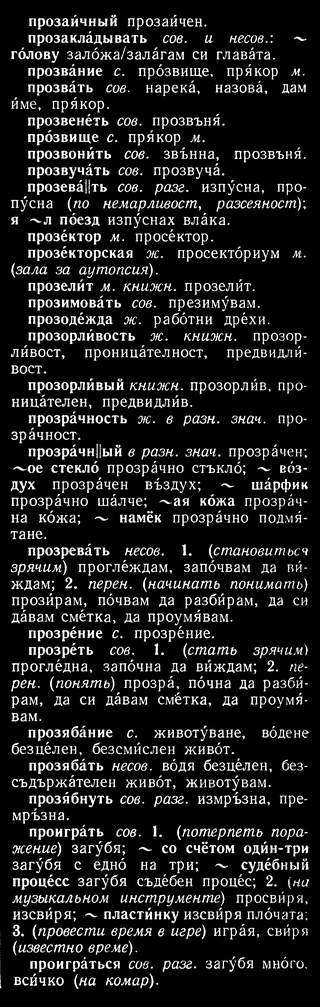 прозаи́чный прозаи́чен.
прозакла́дывать сов. и несов.: ~
го́лову зало́жа/зала́гам си глава́та.
прозва́ние с. про́звище, пря́кор м.
прозва́ть сов. нарека́, назова́, дам
и́ме, пря́кор.
прозвене́ть сов. прозвъня́.
про́звище с. пря́кор м.
прозвони́ть сов. звъ́нна, прозвъня́.
прозвуча́ть сов. прозвуча́.
прозева́||ть сов. разг. изпу́сна, про-
пу́сна (по немарливост, разсеяност);
я ~л по́езд изпу́снах вла́ка.
прозе́ктор м. просе́ктор.
прозе́кторская ж. просекто́риум м.
(зала за аутопсия).
прозели́т м. книжн. прозели́т.
прозимова́ть сов. презиму́вам.
прозоде́жда ж. рабо́тни дре́хи.
прозорли́вость ж. книжн. прозор-
ли́вост, проница́телност, предвидли́-
вост.
прозорли́вый книжн. прозорли́в, про-
ница́телен, предвидли́в.
прозра́чность ж. в разн. знач. про-
зра́чност.
прозра́чн||ый в разн. знач. прозра́чен;
~ое стекло́ прозра́чно стъкло́; ~ во́з-
дух прозра́чен въ́здух; ~ ша́рфик
прозра́чно ша́лче; ~ая ко́жа прозра́ч-
на ко́жа; ~ намёк прозра́чно подмя́-
тане.
прозрева́ть несов. 1. (становиться
зрячим) прогле́ждам, запо́чвам да ви́-
ждам; 2. перен. (начинать понимать)
прози́рам, по́чвам да разби́рам, да си
да́вам сме́тка, да проумя́вам.
прозре́ние с. прозре́ние.
прозре́ть сов. 1. (стать зрячим)
прогле́дна, запо́чна да ви́ждам; 2. пе-
рен. (понять) прозра́, по́чна да разби́-
рам, да си да́вам сме́тка, да проумя́-
вам.
прозяба́ние с. животу́ване, во́дене
безце́лен, безсми́слен живо́т.
прозяба́ть несов. во́дя безце́лен, без-
съдържа́телен живо́т, животу́вам.
прозя́бнуть сов. разг. измръ́зна, пре-
мръ́зна.
проигра́ть сов. 1. (потерпеть пора-
жение) загу́бя; ~ со счётом оди́н-три
загу́бя с едно́ на три; ~ суде́бный
проце́сс загу́бя съде́бен проце́с; 2. (на
музыкальном инструменте) просви́ря,
изсви́ря; ~ пласти́нку изсви́ря пло́ча́та;
3. (провести время в игре) игра́я, сви́ря
(известно време).
проигра́ться сов. разг. загу́бя мно́го,
вси́чко (на комар).